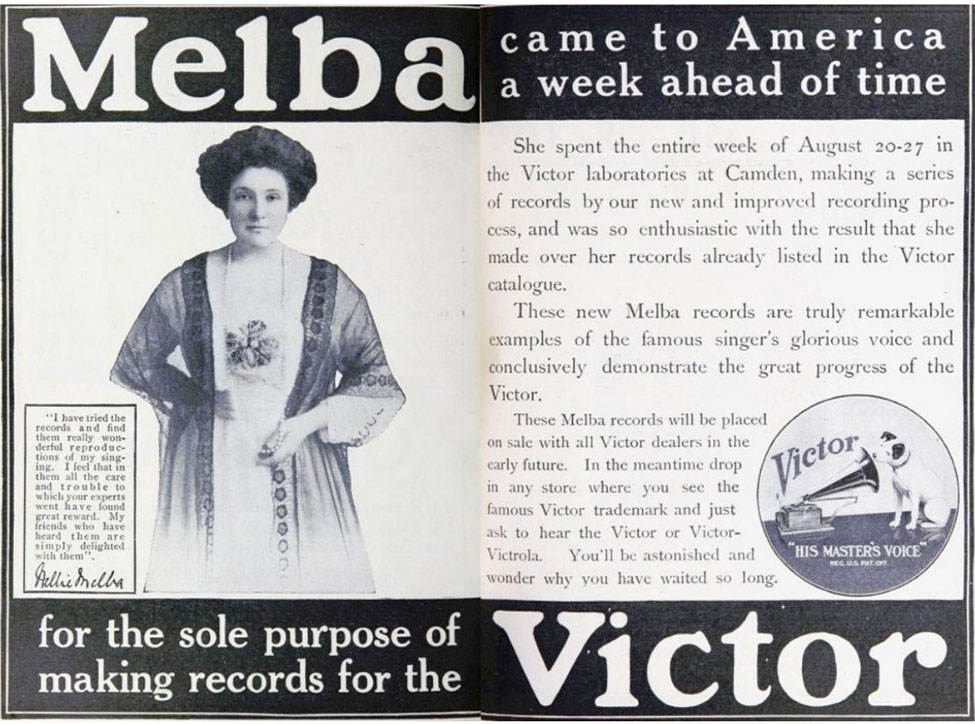 Melba
came to America
a week ahead of time
She spent the entire week of August 20-27 in
the Victor laboratories at Camden, making a series
of records by our new and improved recording pro-
cess, and was so enthusiastic with the result that she
made over her records already listed in the Victor
catalogue.
These new Melba records are truly remarkable
examples of the famous singer's glorious voice and
conclusively demonstrate the great progress of the
Victor.
These Melba records will be placed
on sale with all Victor dealers in the
early future. In the meantime drop
in any store where you see the
famous Victor trademark and just
ask to hear the Victor or Victor-
Victrola. You'll be astonished and
wonder why you have waited so long.
"I have tried the
records and find
them really won-
derful reproduc-
tions of my sing-
ing. I feel that in
them all the care
and trouble to
which your experts
went have found
great reward. My
friends who have
heard them are
simply delighted
with them".
Nellie Melba
Victor
"HIS MASTER'S VOICE"
REG. U.S. PAT. OFF.
for the sole purpose of
making records for the
Victor